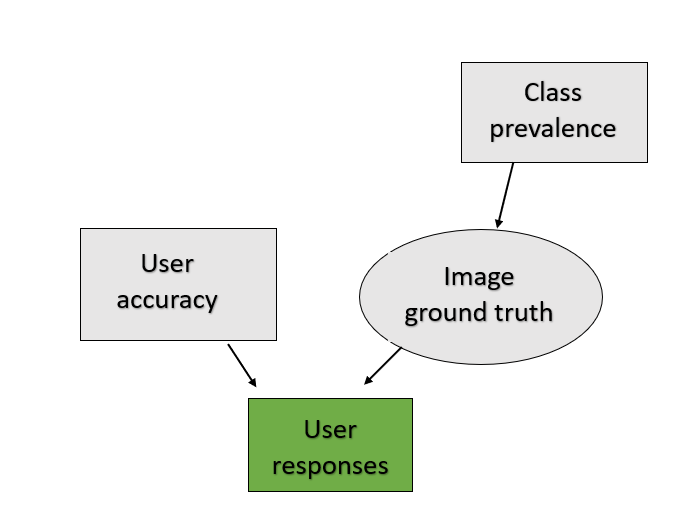 Class
prevalence
User
accuracy
Image
ground truth
User
responses